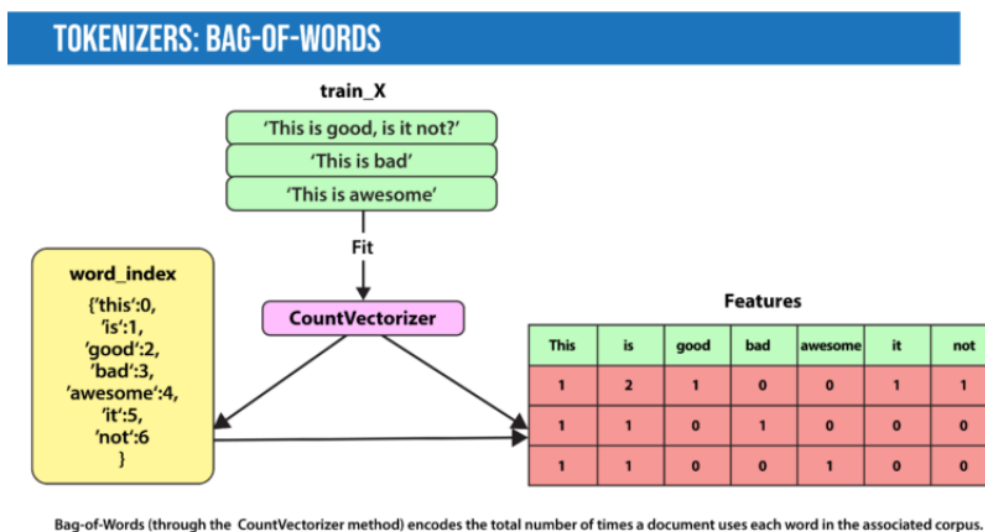 TOKENIZERS: BAG-OF-WORDS
train_X
‘This is good, is it not?’
‘This is bad’
‘This is awesome’
Fit
word_index
{‘this‘:0,
‘is‘:1,
‘good‘:2,
‘bad‘:3,
‘awesome‘:4,
‘it‘:5,
‘not‘:6
}
CountVectorizer
Features
This is good bad awesome it not
1 2 1 0 0 1 1
1 1 0 1 0 0 0
1 1 0 0 1 0 0
Bag-of-Words (through the CountVectorizer method) encodes the total number of times a document uses each word in the associated corpus.